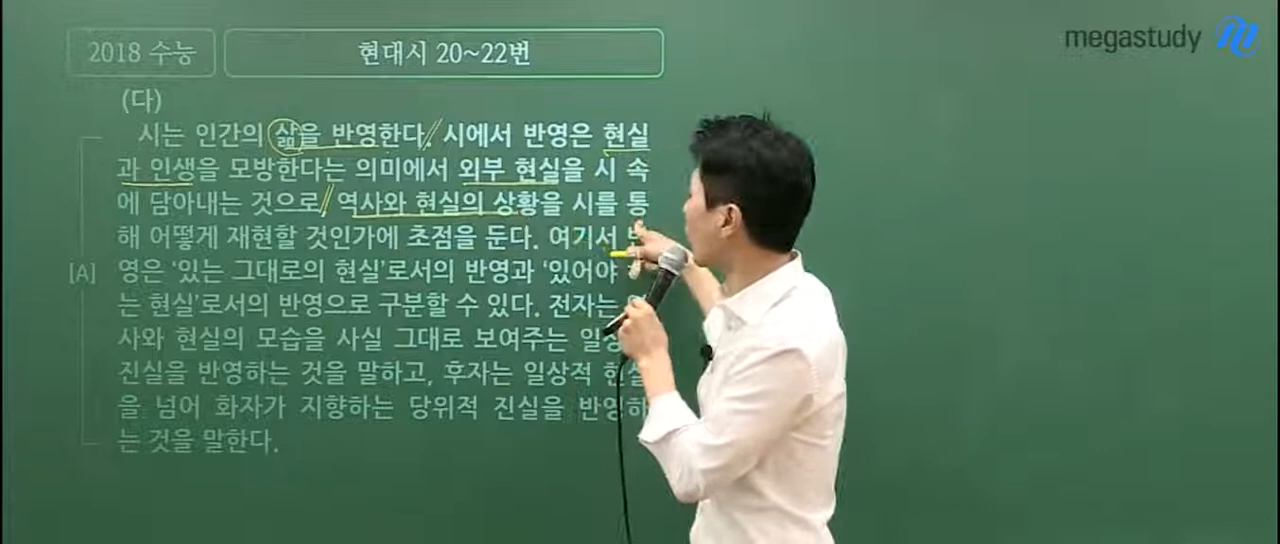 2018 수능
현대시 20~22번
megastudy
(다)
시는 인간의 삶을 반영한다. 시에서 반영은 현실
과 인생을 모방한다는 의미에서 외부 현실을 시 속
에 담아내는 것으로 역사와 현실의 상황을 시를 통
해 어떻게 재현할 것인가에 초점을 둔다. 여기서
[A]
영은 ‘있는 그대로의 현실’로서의 반영과 ‘있어야
는 현실’로서의 반영으로 구분할 수 있다. 전자는
사와 현실의 모습을 사실 그대로 보여주는
진실을 반영하는 것을 말하고, 후자는 일상적 현실
을 넘어 화자가 지향하는 당위적 진실을 반영하
는 것을 말한다.